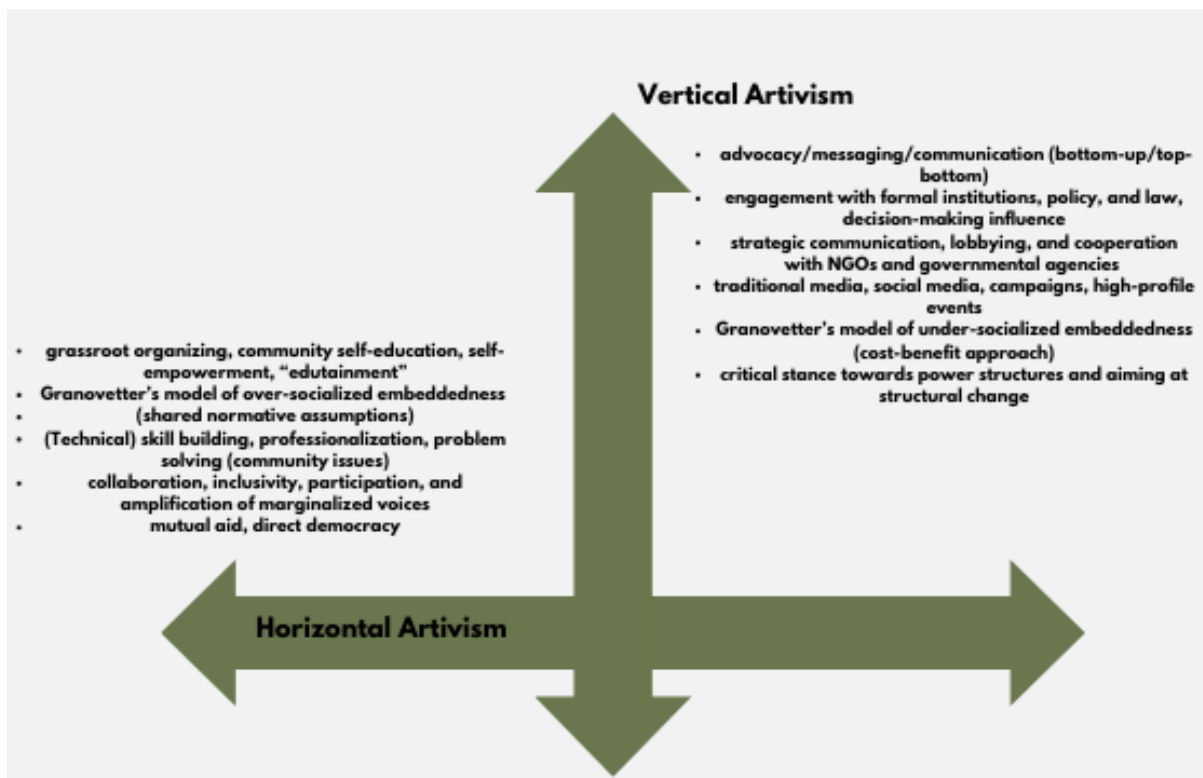 Vertical Artivism
• advocacy/messaging/communication (bottom-up/top-
bottom)
• engagement with formal institutions, policy, and law,
decision-making influence
• strategic communication, lobbying, and cooperation
with NGOs and governmental agencies
• traditional media, social media, campaigns, high-profile
events
• Granovetter's model of under-socialized embeddedness
(cost-benefit approach)
• critical stance towards power structures and aiming at
structural change
• grassroot organizing, community self-education, self-
empowerment, “edutainment”
• Granovetter's model of over-socialized embeddedness
• (shared normative assumptions)
• (Technical) skill building, professionalization, problem
solving (community issues)
• collaboration, inclusivity, participation, and
amplification of marginalized voices
• mutual aid, direct democracy
Horizontal Artivism